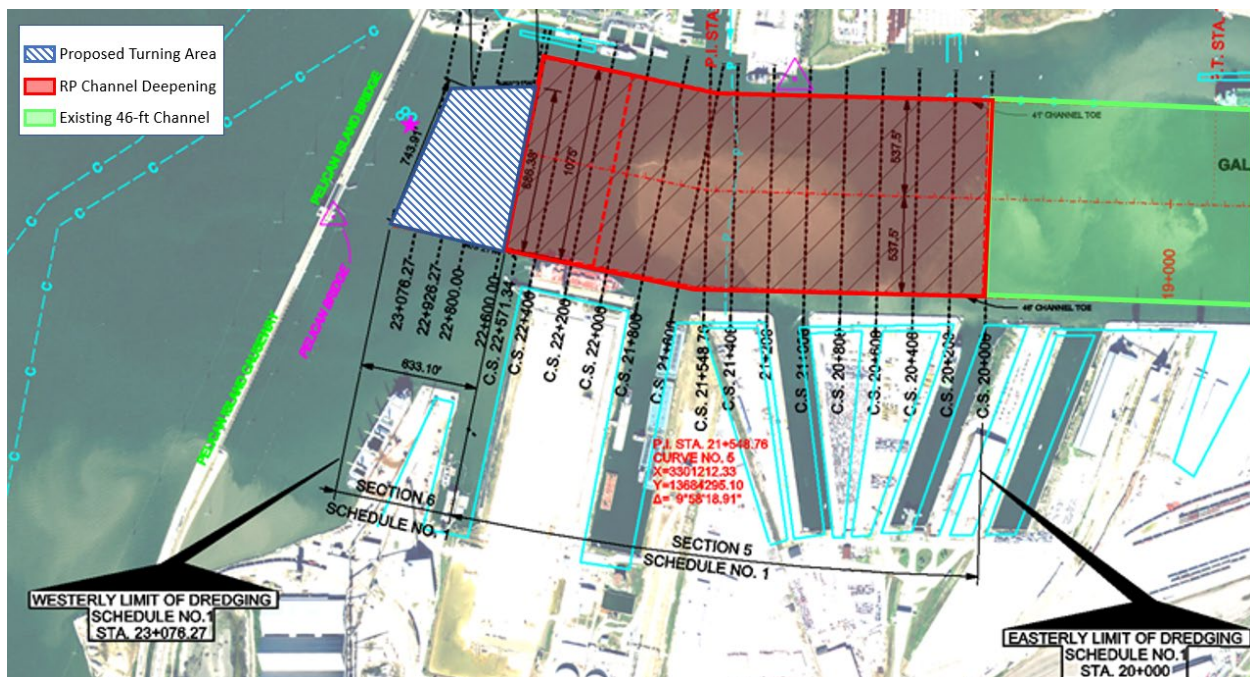 Proposed Turning Area
RP Channel Deepening
Existing 46-ft Channel
P.I. STA.
P.T. STA.
PELICAN ISLAND BRIDGE
PELICAN BRIDGE
PELICAN ISLAND CAUSEWAY
743.91'
686.38'
1075'
537.5'
537.5'
41' CHANNEL TOE
GAL
19+000
23+076.27
22+926.27
22+800.00
22+600.00
C.S. 22+571.34
C.S. 22+400
C.S. 22+200
C.S. 22+000
C.S. 21+800
C.S. 21+600
C.S. 21+548.76
C.S. 21+400
21+200
C.S. 21+000
C.S. 20+800
C.S. 20+600
C.S. 20+400
C.S. 20+200
C.S. 20+000
633.10'
P.I. STA. 21+548.76
CURVE NO. 5
X=3301212.33
Y=13684295.10
Δ= 9°58'18.91"
SECTION 6
SCHEDULE NO. 1
SECTION 5
SCHEDULE NO. 1
WESTERLY LIMIT OF DREDGING
SCHEDULE NO.1
STA. 23+076.27
EASTERLY LIMIT OF DREDGING
SCHEDULE NO.1
STA. 20+000